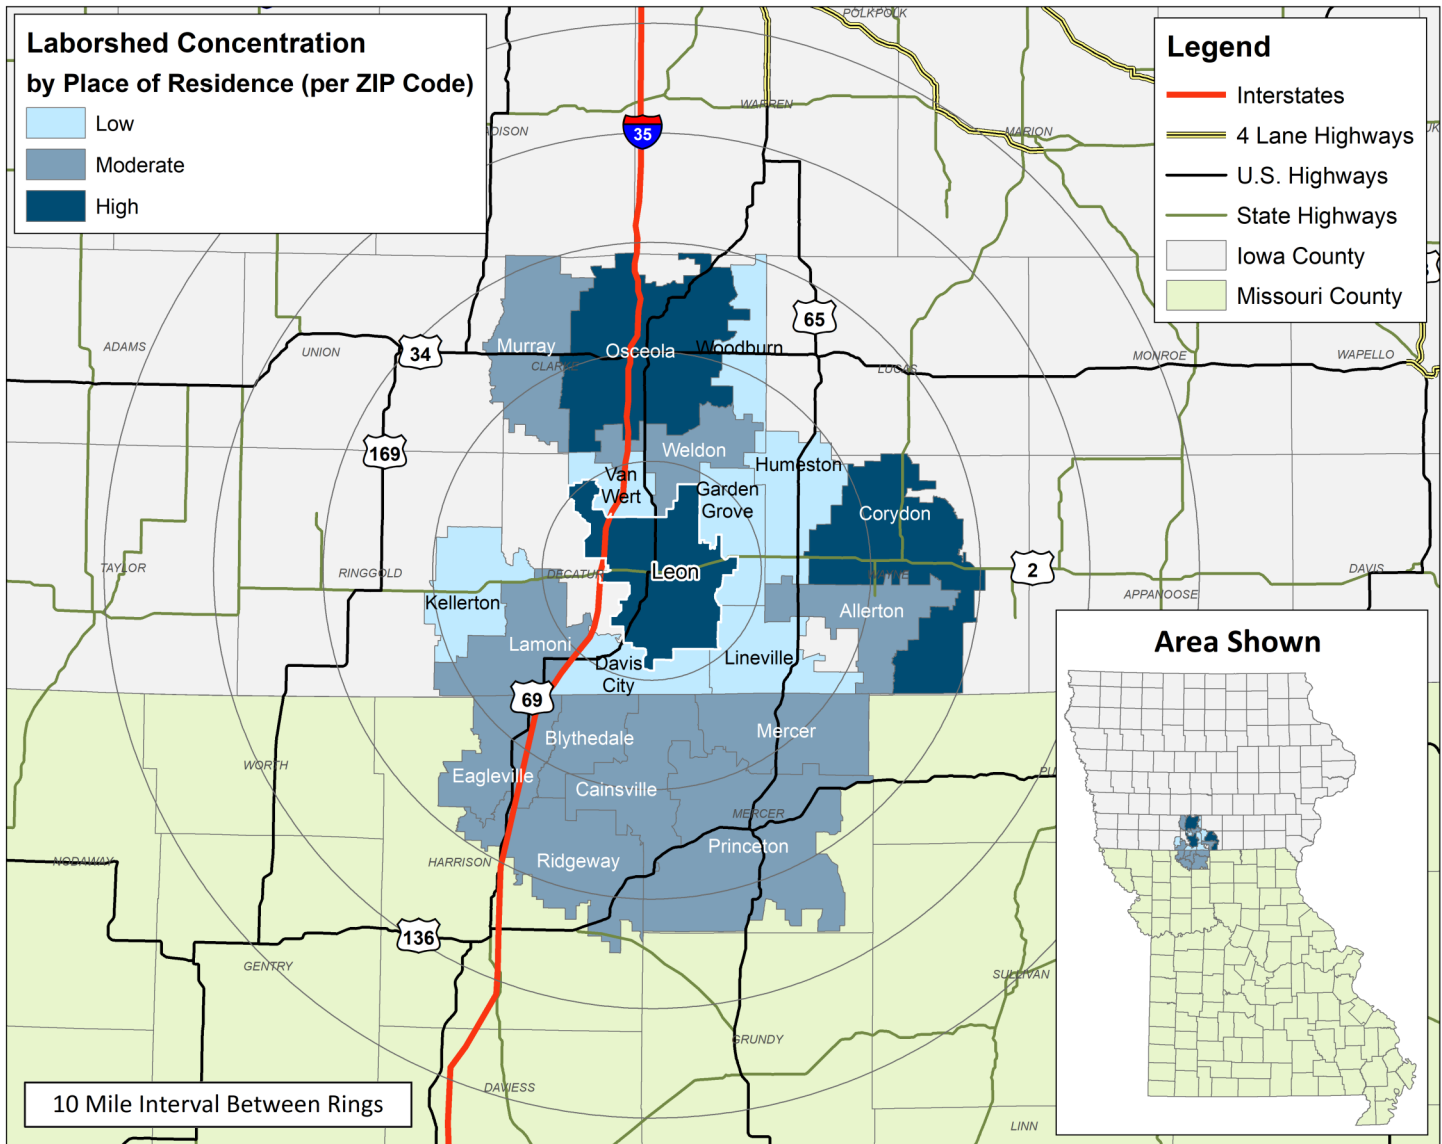 Laborshed Concentration
by Place of Residence (per ZIP Code)
Low
Moderate
High
Legend
Interstates
4 Lane Highways
U.S. Highways
State Highways
Iowa County
Missouri County
POLKPOLK
WARREN
MARION
ADISON
35
65
34
ADAMS
UNION
CLARKE
LUCAS
MONROE
WAPELLO
Murray
Osceola
Woodburn
169
Weldon
Humeston
Van
Wert
Garden
Grove
Corydon
TAYLOR
RINGGOLD
DECATUR
Leon
WAYNE
2
DAVIS
APPANOOSE
Kellerton
Allerton
Lamoni
Davis
City
Lineville
69
Blythedale
Mercer
Eagleville
Cainsville
WORTH
MERCER
PU
NODAWAY
HARRISON
Ridgeway
Princeton
136
GENTRY
SULLIVAN
GRUNDY
DAVIESS
LINN
Area Shown
10 Mile Interval Between Rings